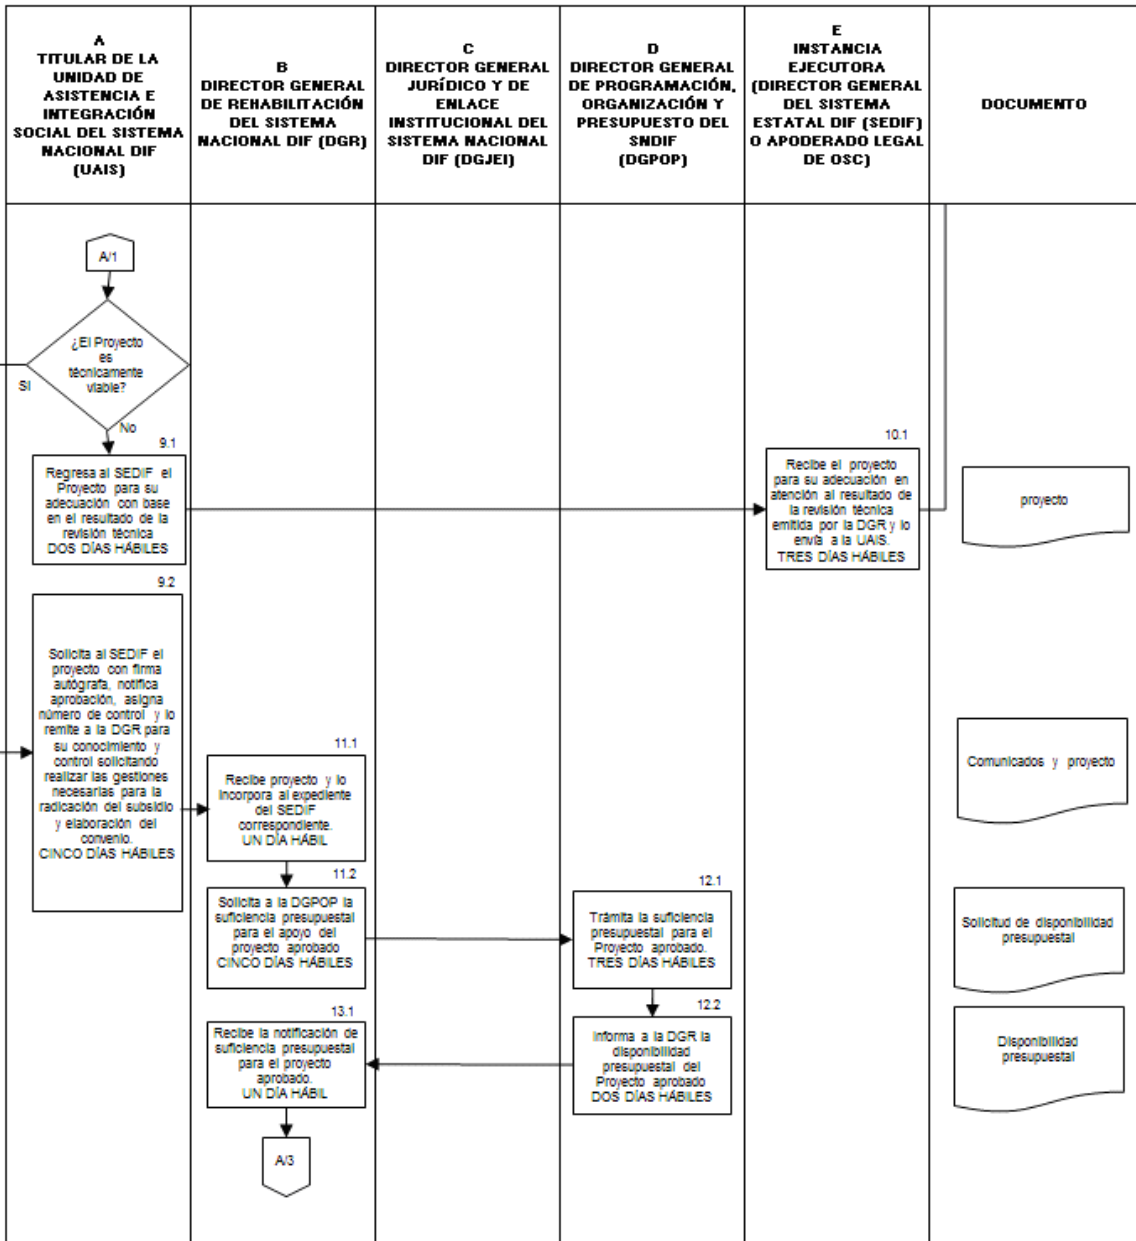 A
TITULAR DE LA
UNIDAD DE
ASISTENCIA E
INTEGRACIÓN
SOCIAL DEL SISTEMA
NACIONAL DIF
(UAIS)
B
DIRECTOR GENERAL
DE REHABILITACIÓN
DEL SISTEMA
NACIONAL DIF (DGR)
C
DIRECTOR GENERAL
JURÍDICO Y DE
ENLACE
INSTITUCIONAL DEL
SISTEMA NACIONAL
DIF (DGJEI)
D
DIRECTOR GENERAL
DE PROGRAMACIÓN,
ORGANIZACIÓN Y
PRESUPUESTO DEL
SNDIF
(DGPOP)
E
INSTANCIA
EJECUTORA
(DIRECTOR GENERAL
DEL SISTEMA
ESTATAL DIF (SEDIF)
O APODERADO LEGAL
DE OSC)
DOCUMENTO
A/1
¿El Proyecto
es
técnicamente
viable?
SI
No
9.1
Regresa al SEDIF el
Proyecto para su
adecuación con base
en el resultado de la
revisión técnica
DOS DÍAS HÁBILES
10.1
Recibe el proyecto
para su adecuación en
atención al resultado de
la revisión técnica
emitida por la DGR y lo
envía a la UAIS.
TRES DÍAS HÁBILES
proyecto
9.2
Solicita al SEDIF el
proyecto con firma
autógrafa, notifica
aprobación, asigna
número de control y lo
remite a la DGR para
su conocimiento y
control solicitando
realizar las gestiones
necesarias para la
radicación del subsidio
y elaboración del
convenio.
CINCO DÍAS HÁBILES
11.1
Recibe proyecto y lo
incorpora al expediente
del SEDIF
correspondiente.
UN DÍA HÁBIL
Comunicados y proyecto
11.2
Solicita a la DGPOP la
suficiencia presupuestal
para el apoyo del
proyecto aprobado
CINCO DÍAS HÁBILES
12.1
Trámita la suficiencia
presupuestal para el
Proyecto aprobado.
TRES DÍAS HÁBILES
Solicitud de disponibilidad
presupuestal
13.1
Recibe la notificación de
suficiencia presupuestal
para el proyecto
aprobado.
UN DÍA HÁBIL
12.2
Informa a la DGR la
disponibilidad
presupuestal del
Proyecto aprobado
DOS DÍAS HÁBILES
Disponibilidad
presupuestal
A/3